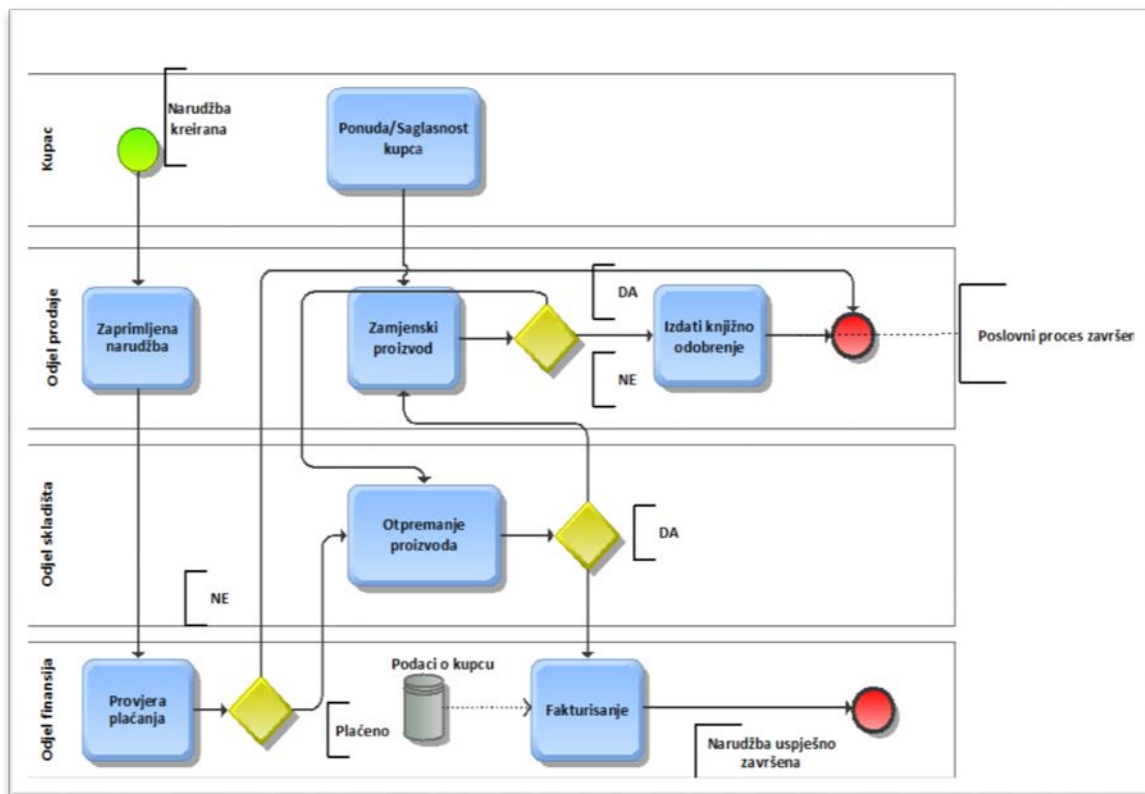 Kupac
Narudžba
kreirana
Ponuda/Saglasnost
kupca
Odjel prodaje
Zaprimljena
narudžba
Zamjenski
proizvod
DA
NE
Izdati knjižno
odobrenje
Poslovni proces završen
Odjel skladišta
Otpremanje
proizvoda
DA
NE
Odjel finansija
Provjera
plaćanja
Plaćeno
Podaci o kupcu
Fakturisanje
Narudžba uspješno
završena